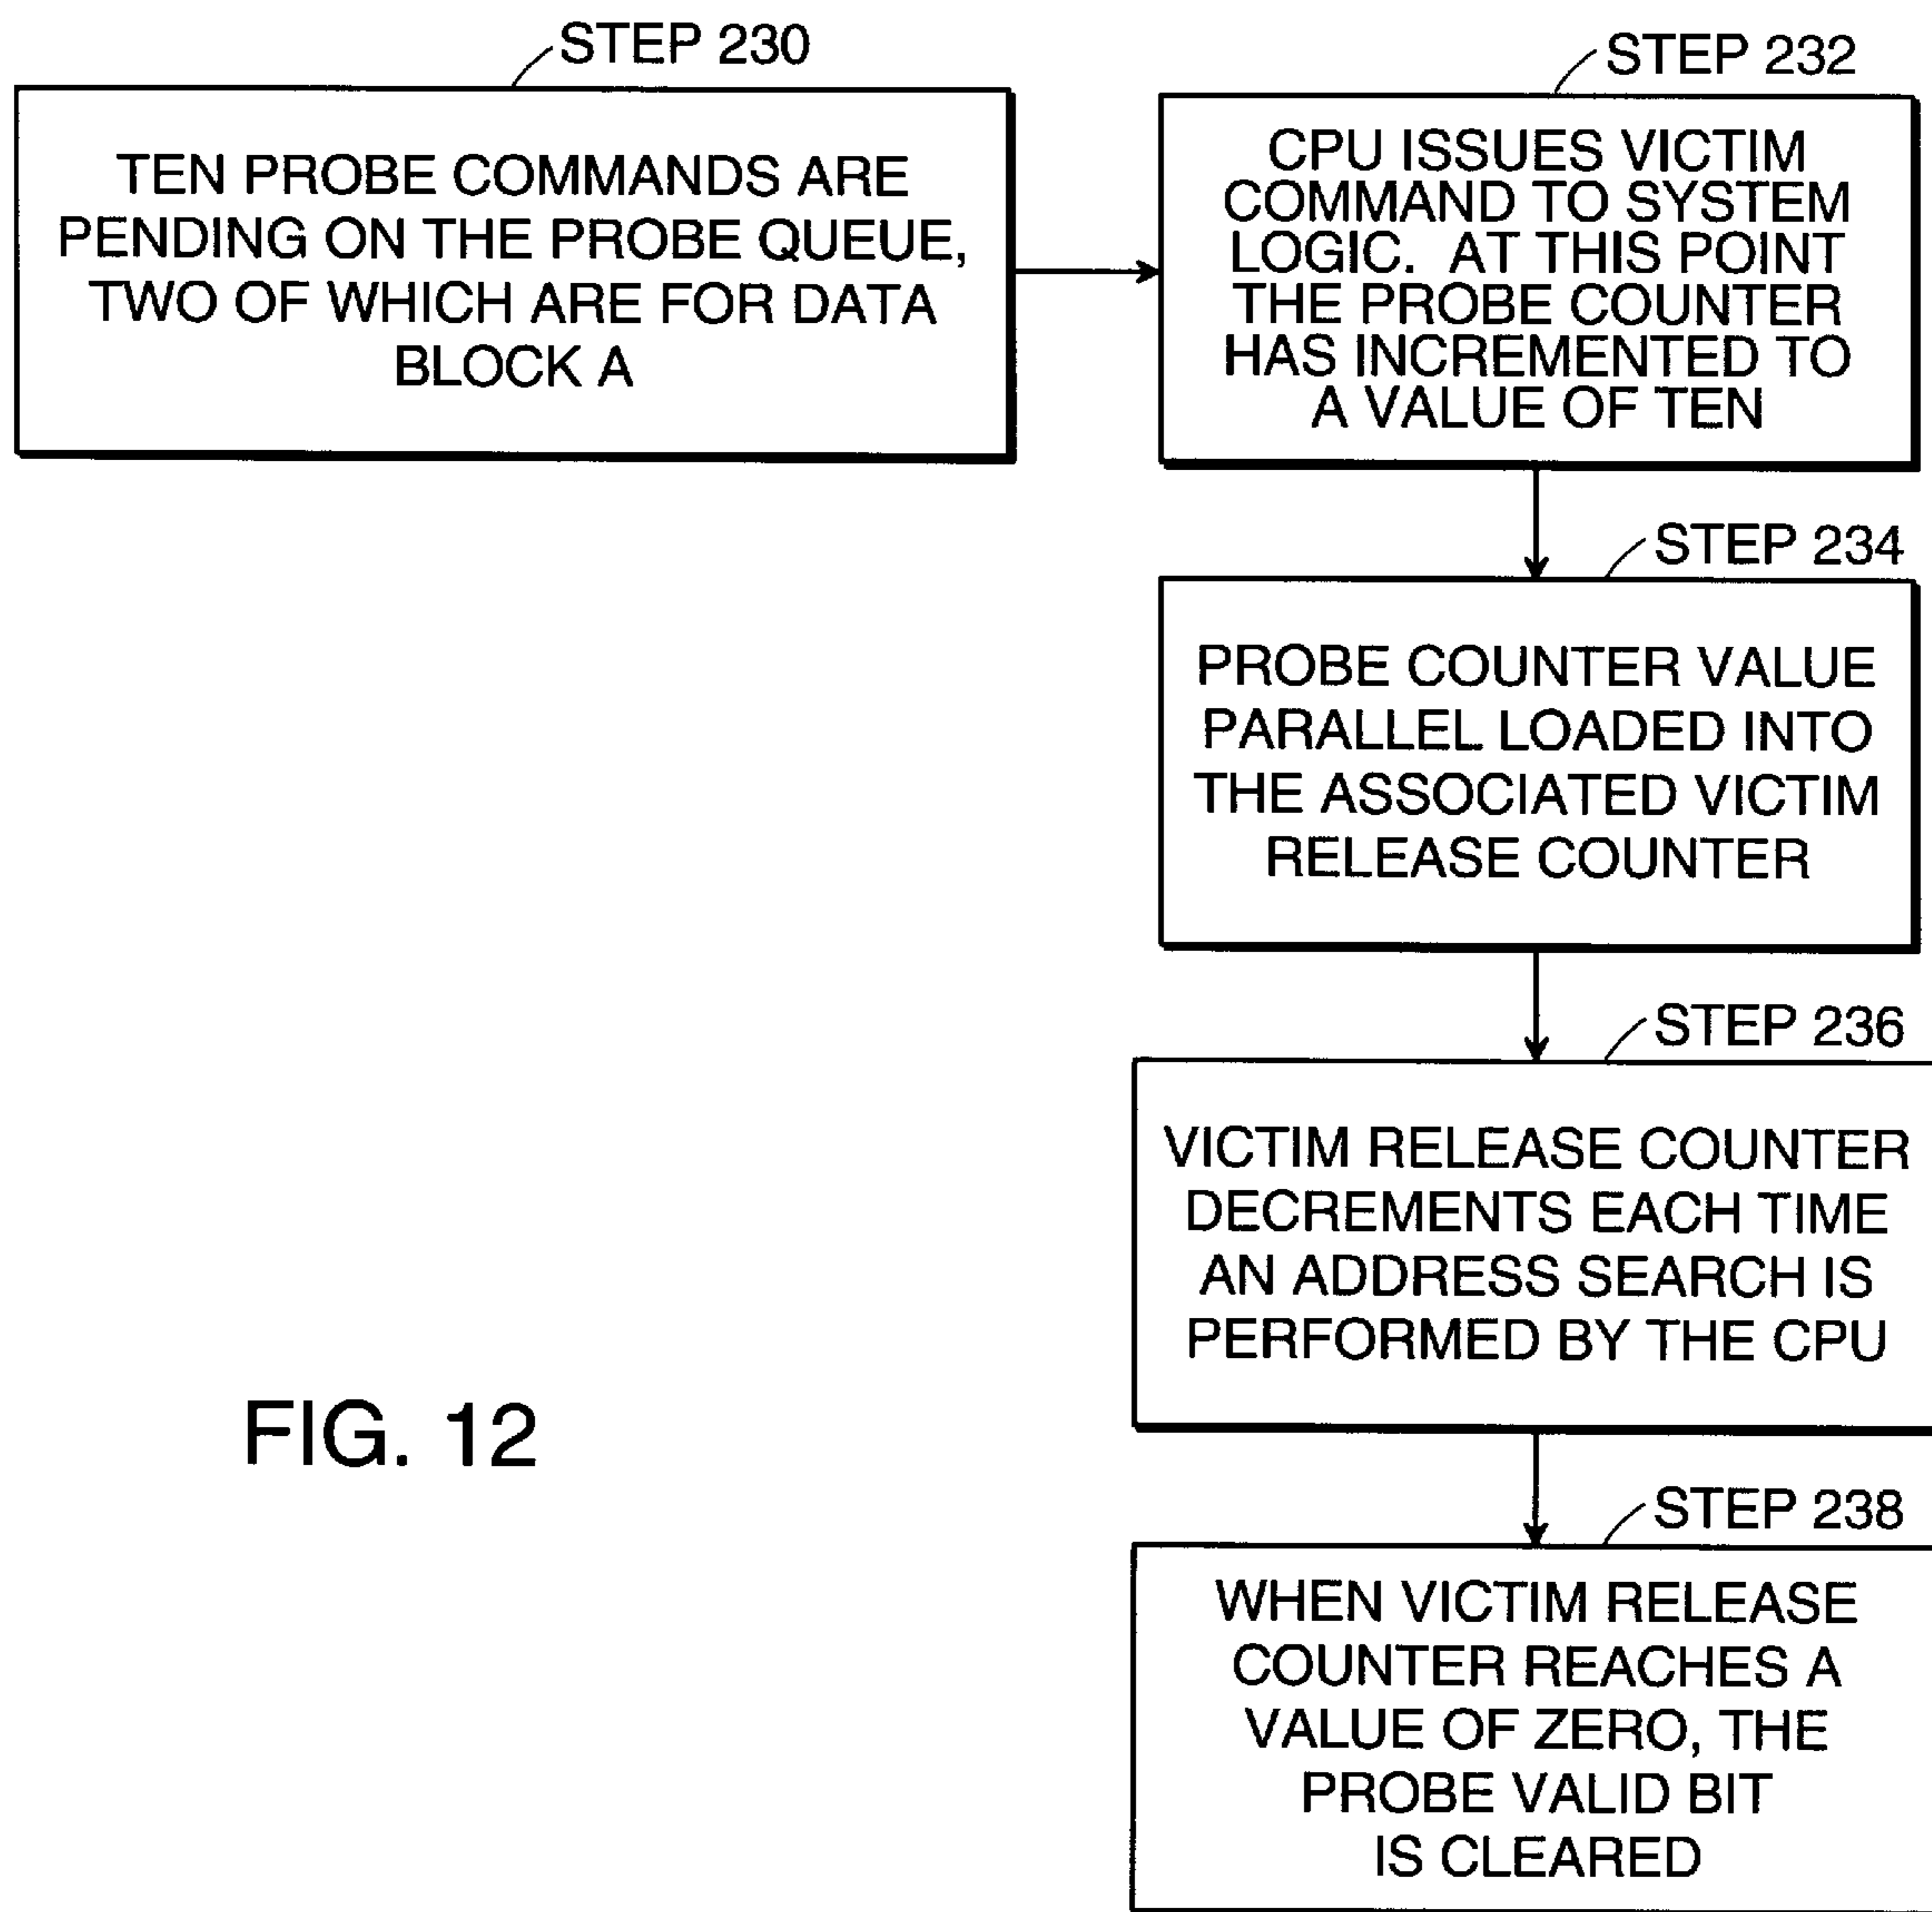 STEP 230
TEN PROBE COMMANDS ARE
PENDING ON THE PROBE QUEUE,
TWO OF WHICH ARE FOR DATA
BLOCK A
STEP 232
CPU ISSUES VICTIM
COMMAND TO SYSTEM
LOGIC. AT THIS POINT
THE PROBE COUNTER
HAS INCREMENTED TO
A VALUE OF TEN
STEP 234
PROBE COUNTER VALUE
PARALLEL LOADED INTO
THE ASSOCIATED VICTIM
RELEASE COUNTER
STEP 236
VICTIM RELEASE COUNTER
DECREMENTS EACH TIME
AN ADDRESS SEARCH IS
PERFORMED BY THE CPU
STEP 238
WHEN VICTIM RELEASE
COUNTER REACHES A
VALUE OF ZERO, THE
PROBE VALID BIT
IS CLEARED
FIG. 12